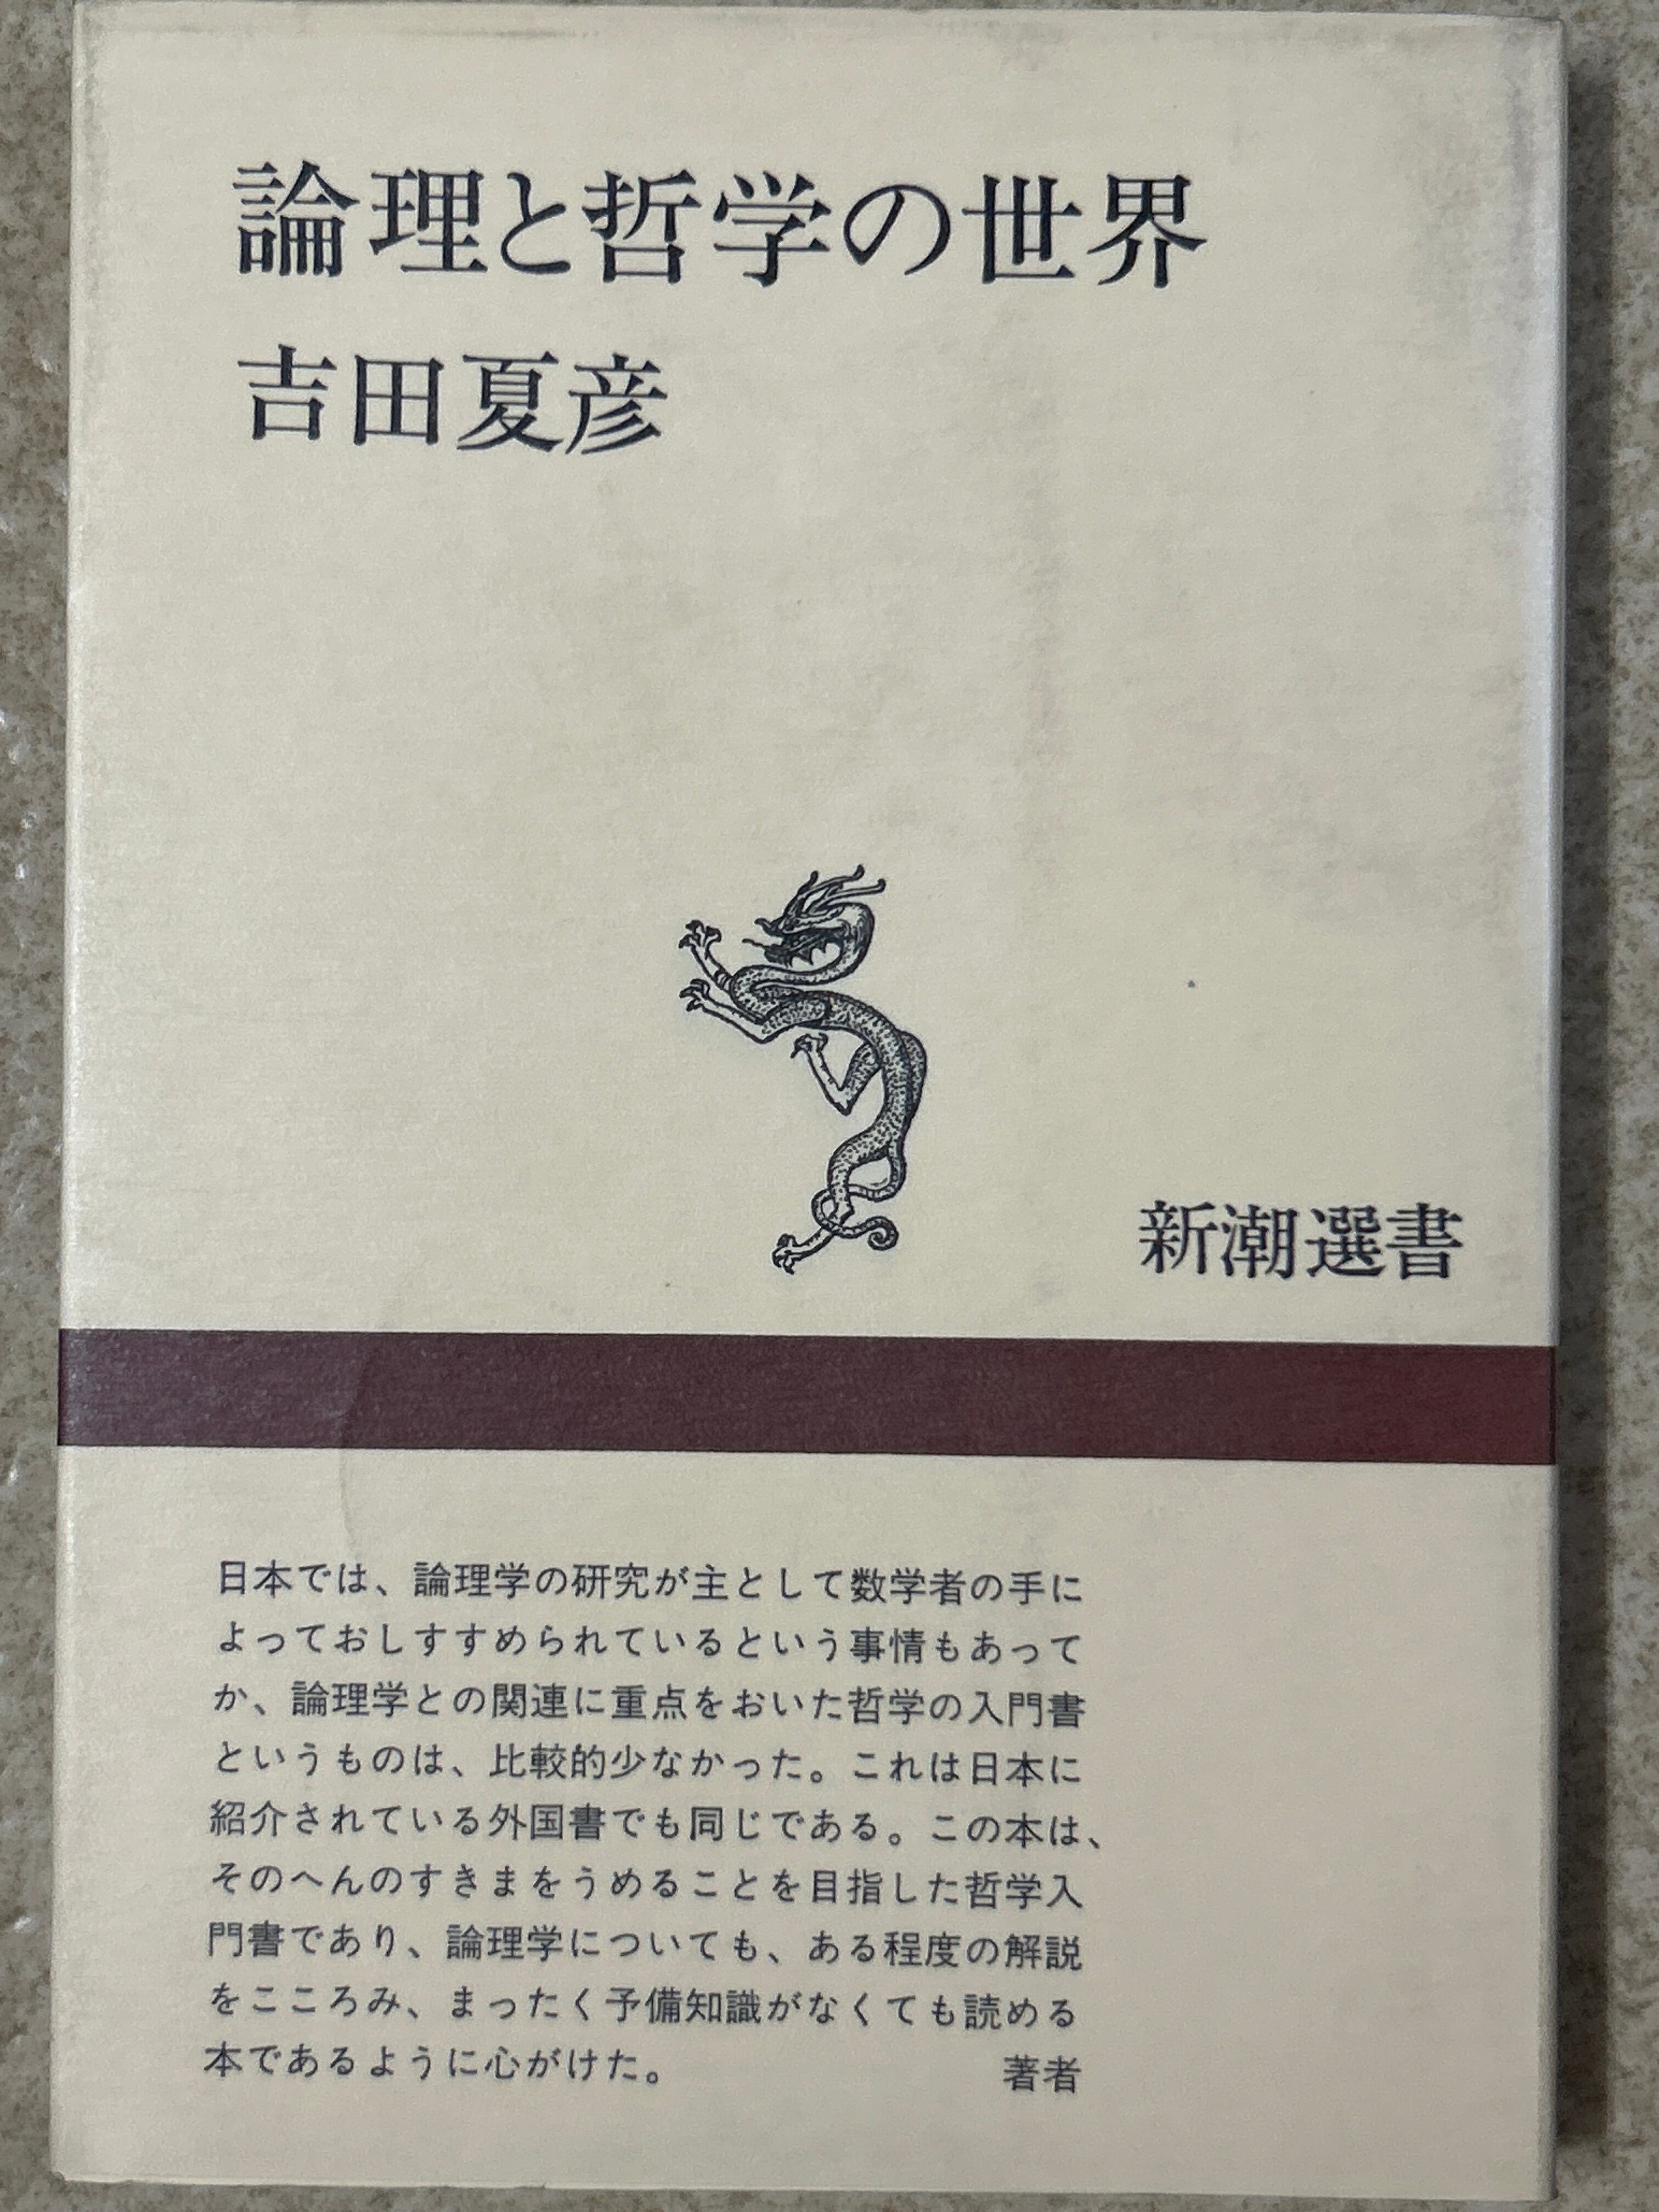 論理と哲学の世界
吉田夏彦
新潮選書
日本では、論理学の研究が主として数学者の手に
よっておしすすめられているという事情もあって
か、論理学との関連に重点をおいた哲学の入門書
というものは、比較的少なかった。これは日本に
紹介されている外国書でも同じである。この本は、
そのへんのすきまをうめることを目指した哲学入
門書であり、論理学についても、ある程度の解説
をこころみ、まったく予備知識がなくても読める
本であるように心がけた。 著者